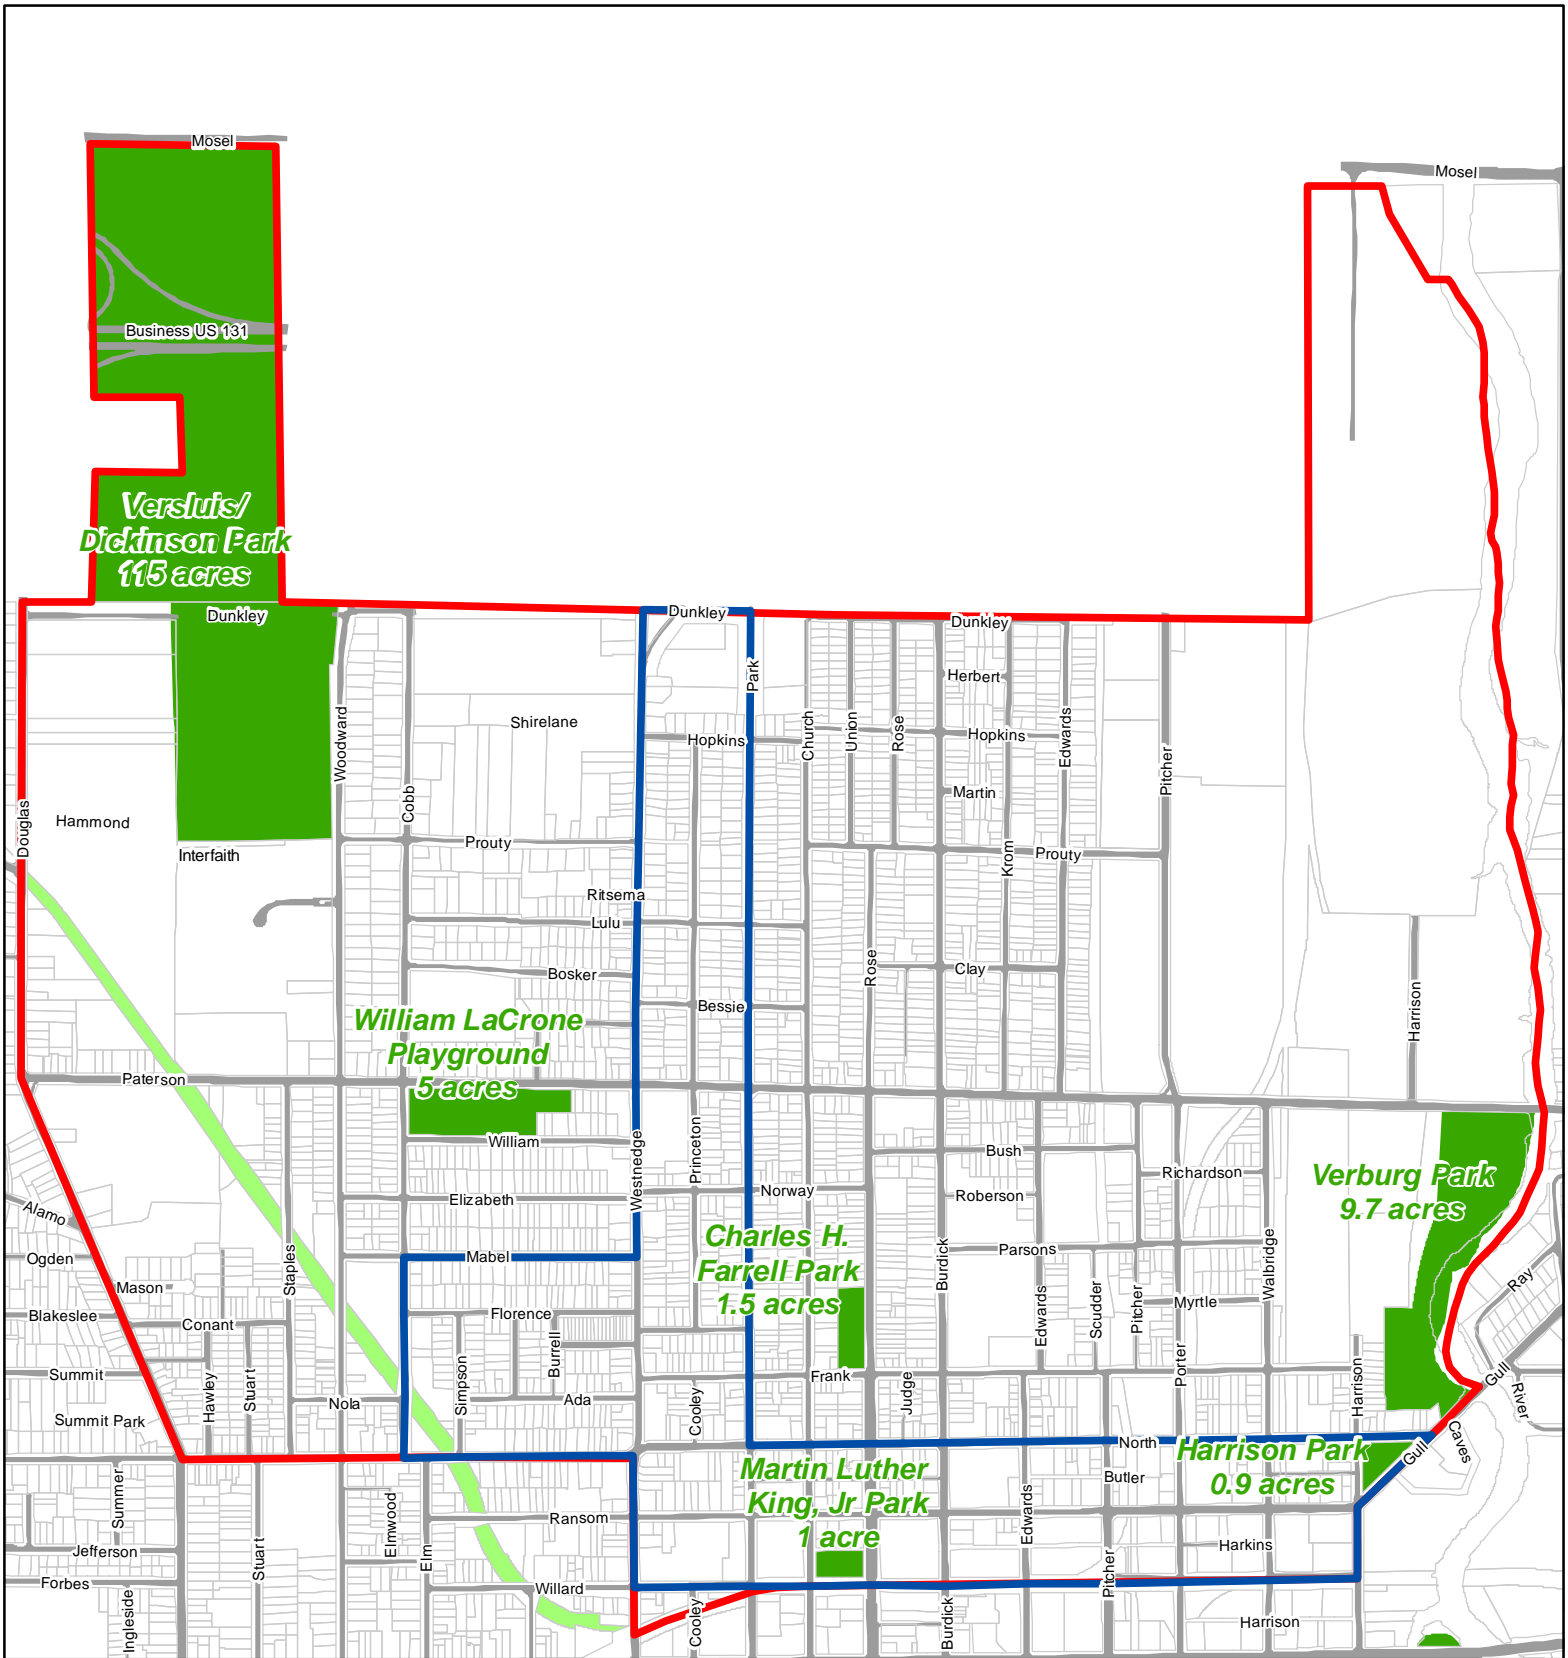 Mosel
Mosel
Business US 131
Versluis/
Dickinson Park
115 acres
Dunkley
Dunkley
Dunkley
Park
Herbert
Shirelane
Woodward
Church
Union
Rose
Hopkins
Hopkins
Edwards
Pitcher
Cobb
Martin
Douglas
Hammond
Prouty
Interfaith
Krom
Prouty
Ritsema
Lulu
Bosker
Rose
Clay
Bessie
Harrison
William LaCrone
Playground
5 acres
Paterson
William
Westnedge
Princeton
Bush
Richardson
Verburg Park
9.7 acres
Elizabeth
Norway
Roberson
Alamo
Ogden
Mabel
Charles H.
Farrell Park
1.5 acres
Burdick
Parsons
Walbridge
Staples
Mason
Ray
Blakeslee
Conant
Florence
Burrell
Edwards
Scudder
Pitcher
Myrtle
Summit
Hawley
Stuart
Simpson
Frank
Judge
Porter
Harrison
Gull
River
Nola
Ada
Cooley
Summit Park
North
Harrison Park
0.9 acres
Gull
Caves
Martin Luther
King, Jr Park
1 acre
Butler
Summer
Elmwood
Ransom
Edwards
Harkins
Jefferson
Stuart
Elm
Forbes
Willard
Pitcher
Ingleside
Cooley
Burdick
Harrison